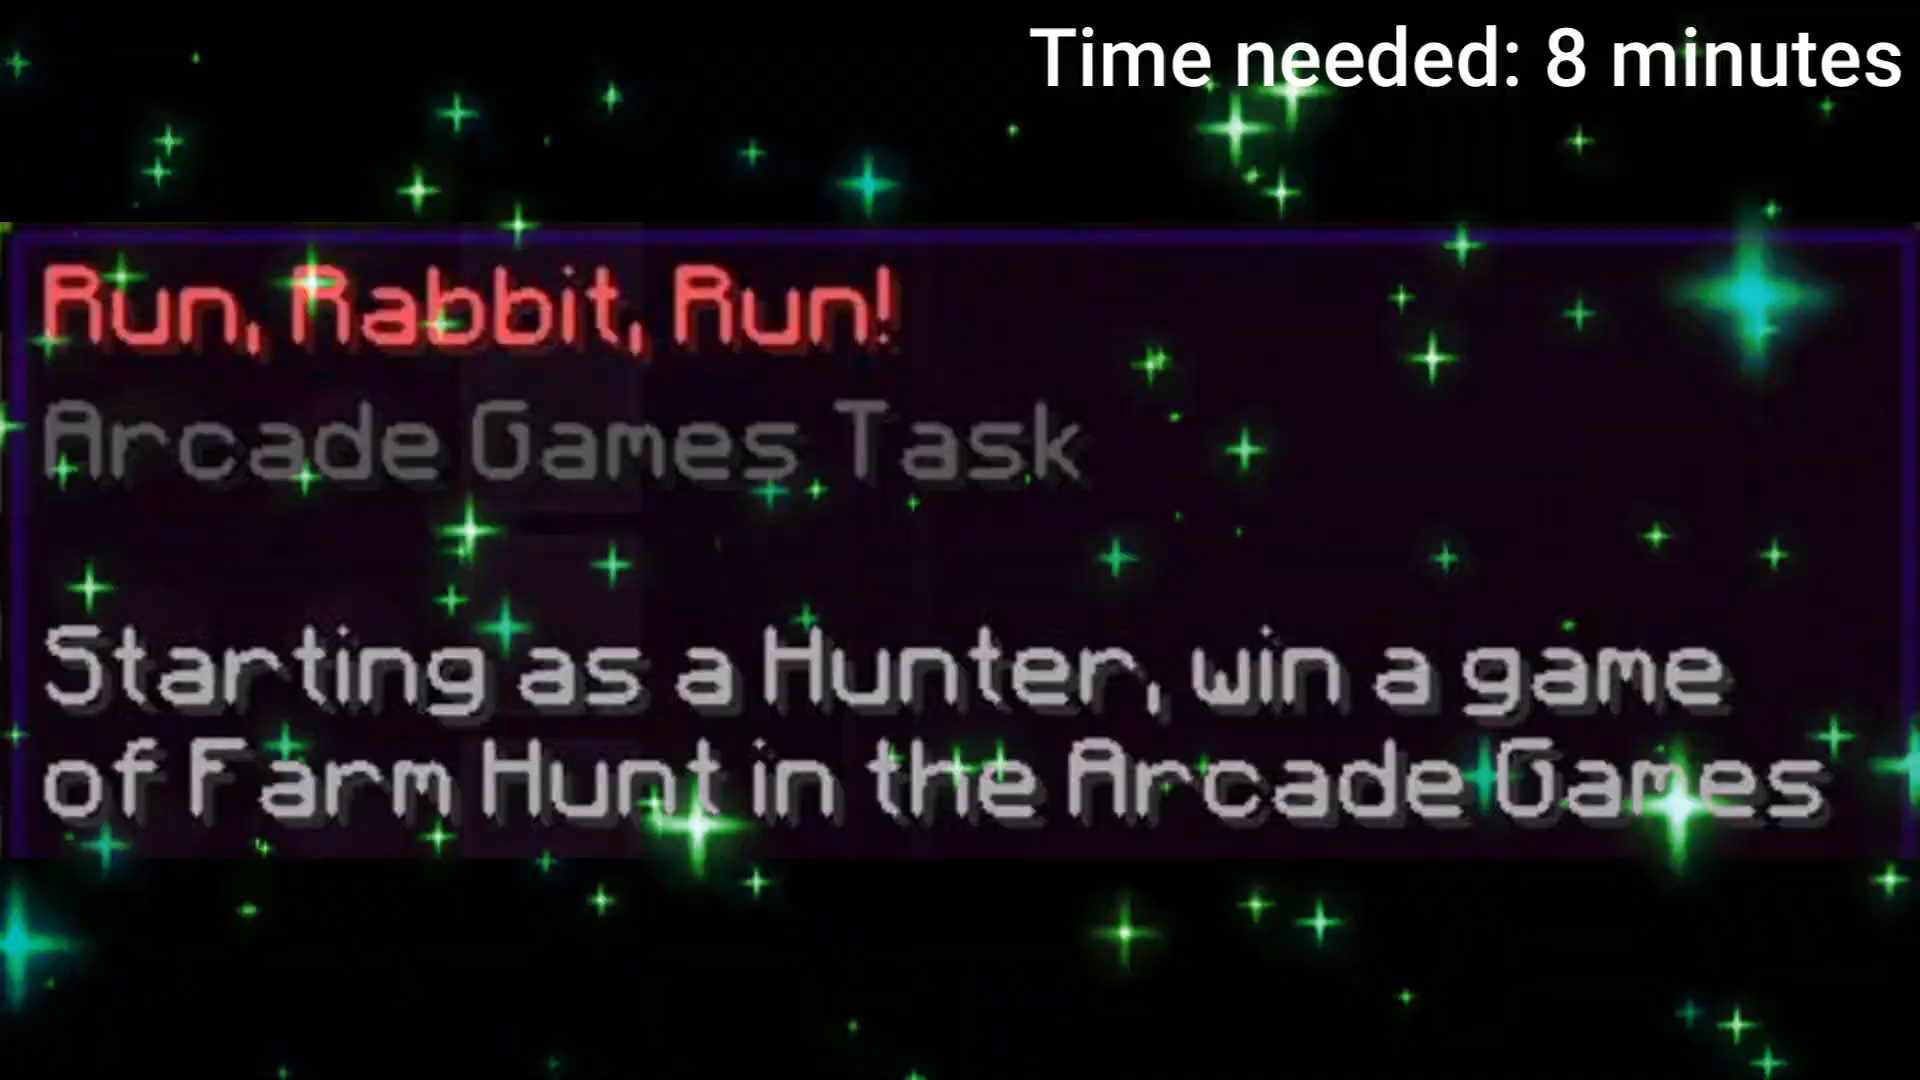 Time needed: 8 minutes
Run, Rabbit, Run!
Arcade Games Task
Starting as a Hunter, win a game
of Farm Hunt in the Arcade Games